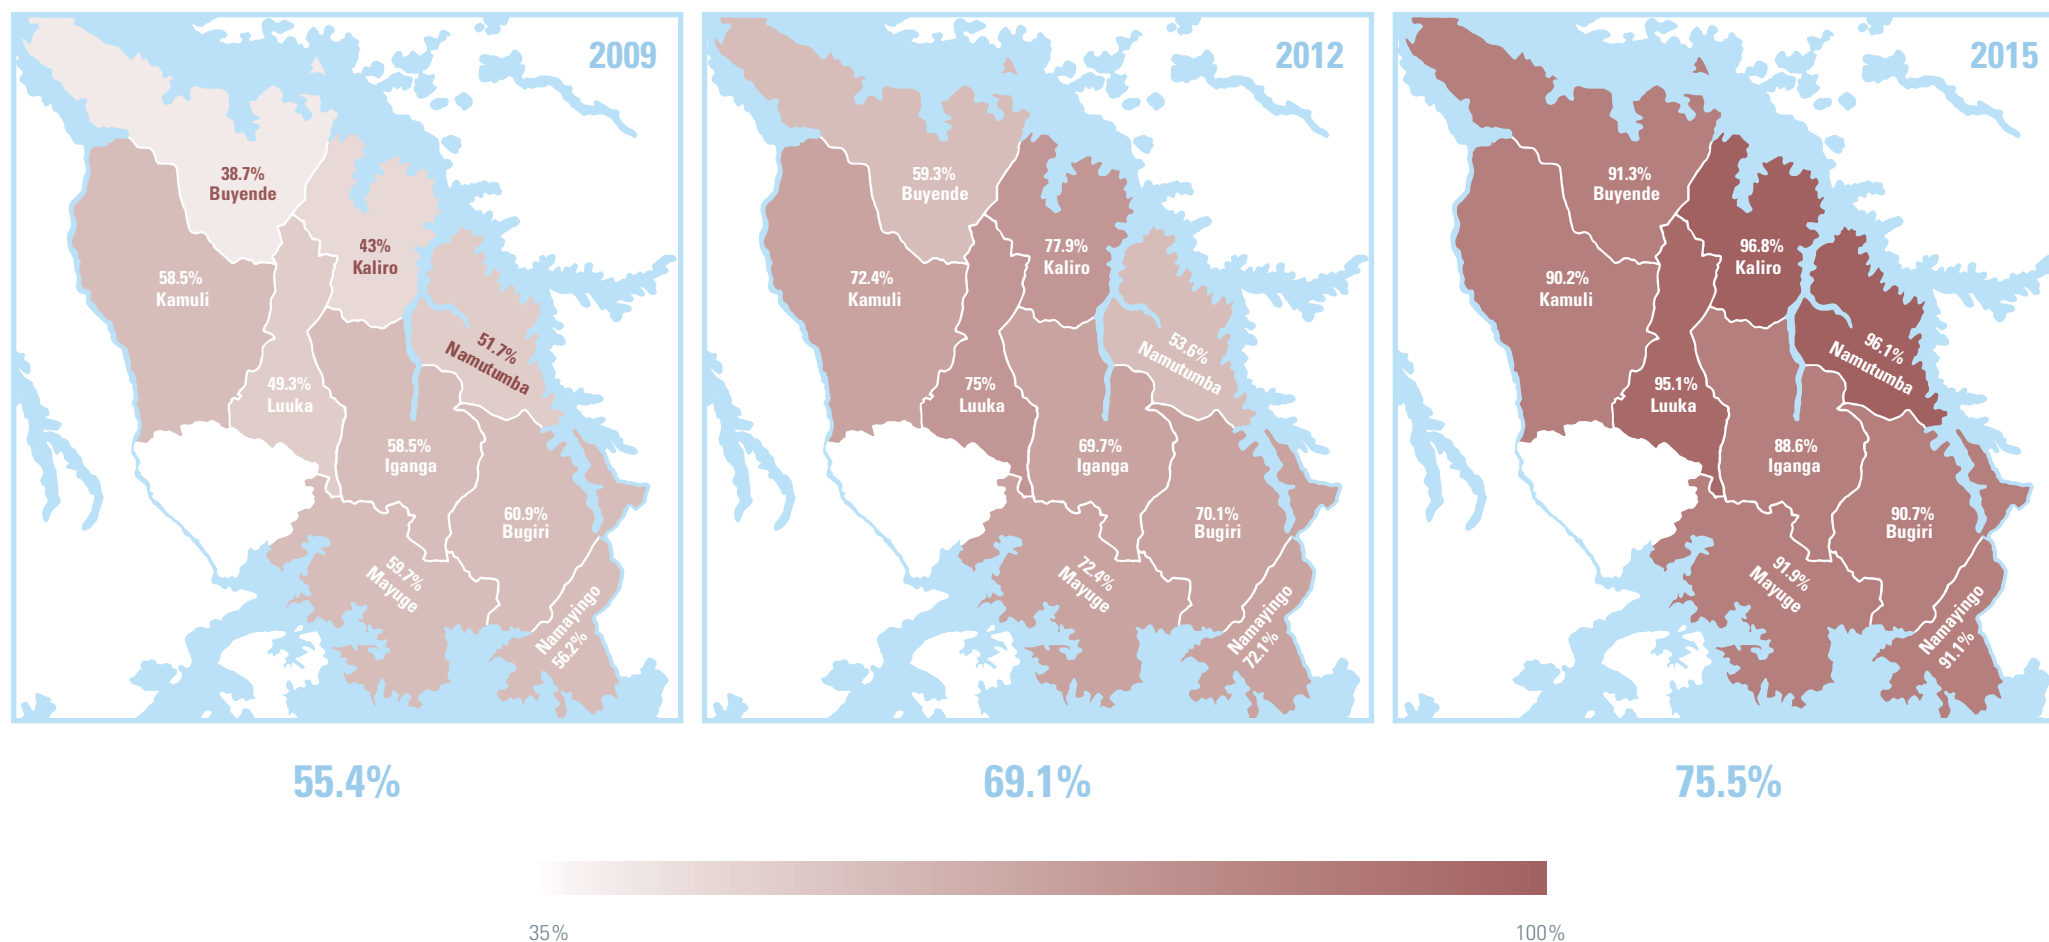 2009
38.7%
Buyende
43%
Kaliro
58.5%
Kamuli
51.7%
Namutumba
49.3%
Luuka
58.5%
Iganga
60.9%
Bugiri
59.7%
Mayuge
Namayingo
56.2%
55.4%
2012
59.3%
Buyende
77.9%
Kaliro
72.4%
Kamuli
53.6%
Namutumba
75%
Luuka
69.7%
Iganga
70.1%
Bugiri
72.4%
Mayuge
Namayingo
72.1%
69.1%
2015
91.3%
Buyende
96.8%
Kaliro
90.2%
Kamuli
96.1%
Namutumba
95.1%
Luuka
88.6%
Iganga
90.7%
Bugiri
91.9%
Mayuge
Namayingo
91.1%
75.5%
35%
100%